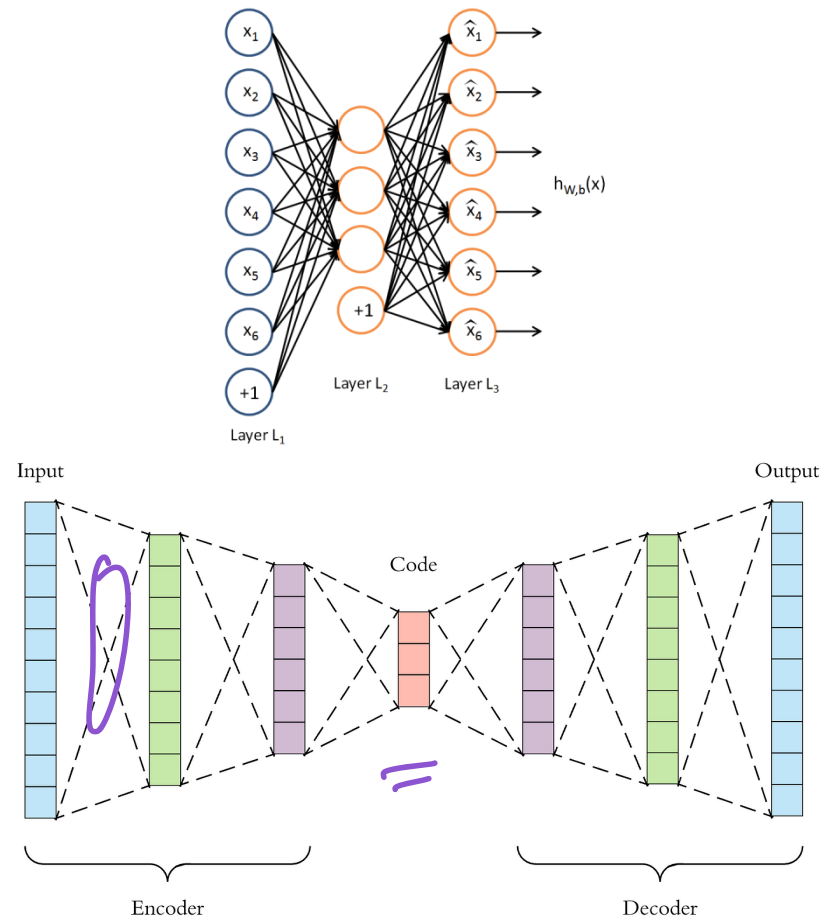 x1
x2
x3
x4
x5
x6
+1
+1
x̂1
x̂2
x̂3
x̂4
x̂5
x̂6
hW,b(x)
Layer L1
Layer L2
Layer L3
Input
Code
Output
Encoder
Decoder